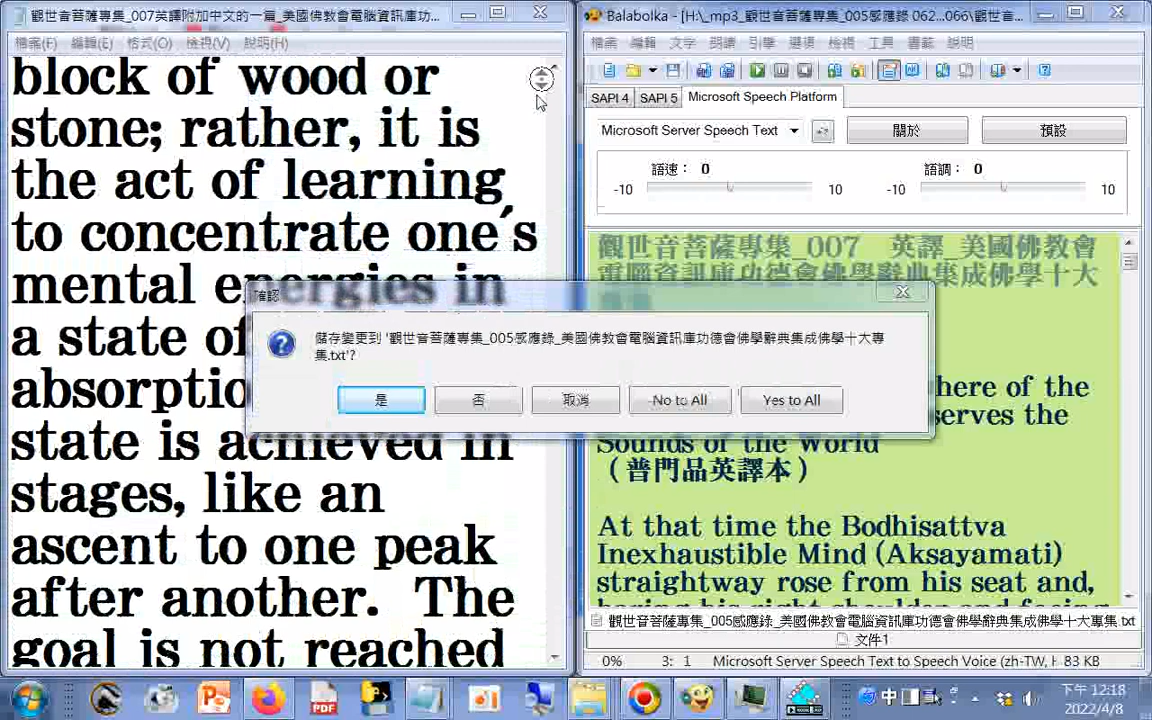 觀世音菩薩專集_007英譯附加中文的一篇_美國佛教會電腦資訊庫功...
檔案(F) 編輯(E) 格式(O) 檢視(V) 說明(H)
block of wood or
stone; rather, it is
the act of learning
to concentrate one's
mental energies in
a state of
absorptio
state is achieved in
stages, like an
ascent to one peak
after another. The
goal is not reached
Balabolka - [H:\_mp3_觀世音菩薩專集_005感應錄 062...066\觀世音...
檔案 編輯 文字 朗讀 引擎 選項 檢視 工具 書籤 說明
SAPI 4 SAPI 5 Microsoft Speech Platform
Microsoft Server Speech Text 關於 預設
語速: 0 語調: 0
-10 10 -10 10
觀世音菩薩專集_007 英譯_美國佛教會
電腦資訊庫功德會佛學辭典集成佛學十大
here of the
serves the
Sounds of the World
（普門品英譯本）
At that time the Bodhisattva
Inexhaustible Mind (Aksayamati)
straightway rose from his seat and,
baring his right shoulder and facing
觀世音菩薩專集_005感應錄_美國佛教會電腦資訊庫功德會佛學辭典集成佛學十大專集.txt
文件1
0% 3: 1 Microsoft Server Speech Text to Speech Voice (zh-TW, H 83 KB
確認
儲存變更到 '觀世音菩薩專集_005感應錄_美國佛教會電腦資訊庫功德會佛學辭典集成佛學十大專
集.txt'?
是 否 取消 No to All Yes to All
PDF
中
下午 12:18
2022/4/8